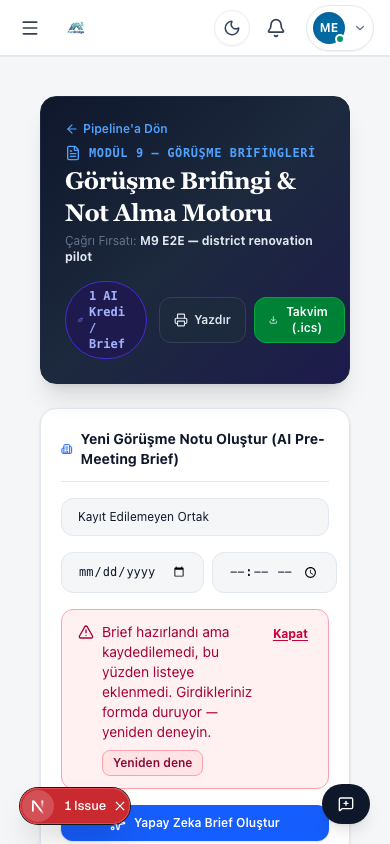 ME
Pipeline'a Dön
MODÜL 9 — GÖRÜŞME BRİFİNGLERİ
Görüşme Brifingi &
Not Alma Motoru
Çağrı Fırsatı: M9 E2E — district renovation
pilot
1 AI
Kredi
/
Brief
Yazdır
Takvim
(.ics)
Yeni Görüşme Notu Oluştur (AI Pre-
Meeting Brief)
Kayıt Edilemeyen Ortak
mm/dd/yyyy
--:-- --
Brief hazırlandı ama
kaydedilemedi, bu
yüzden listeye
eklenmedi. Girdikleriniz
formda duruyor —
yeniden deneyin.
Kapat
Yeniden dene
N
1 Issue
Yapay Zeka Brief Oluştur